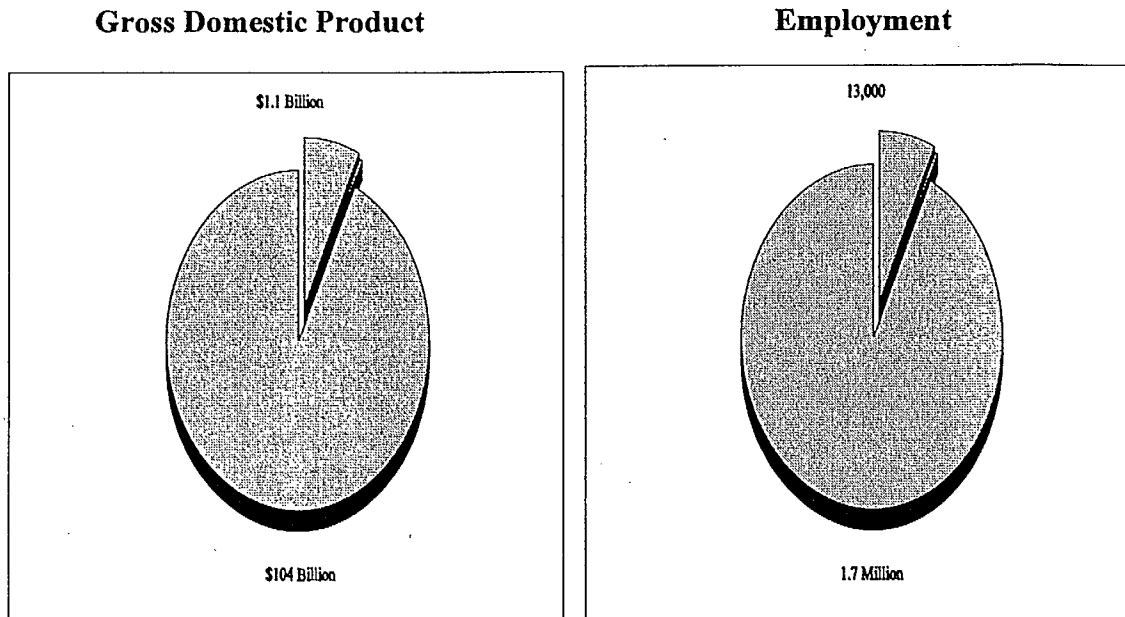 Gross Domestic Product
$1.1 Billion
$104 Billion
Employment
13,000
1.7 Million